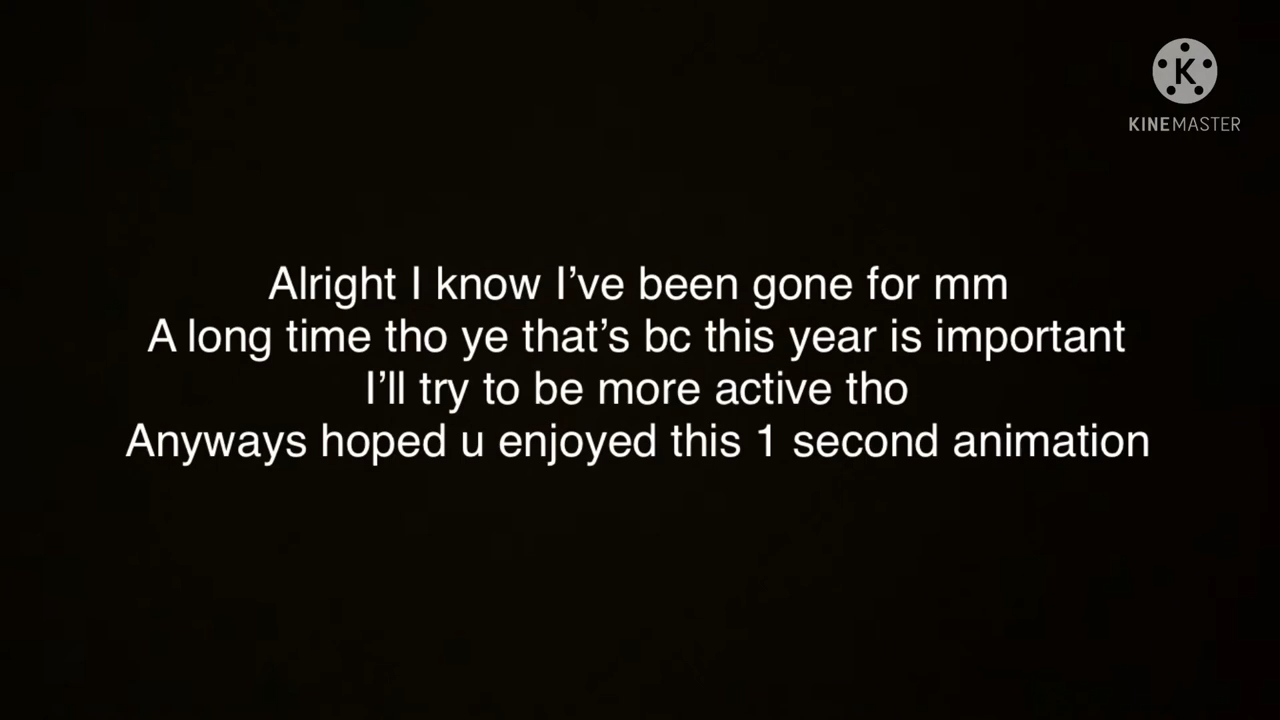 K
KINEMASTER
Alright I know I’ve been gone for mm
A long time tho ye that’s bc this year is important
I’ll try to be more active tho
Anyways hoped u enjoyed this 1 second animation